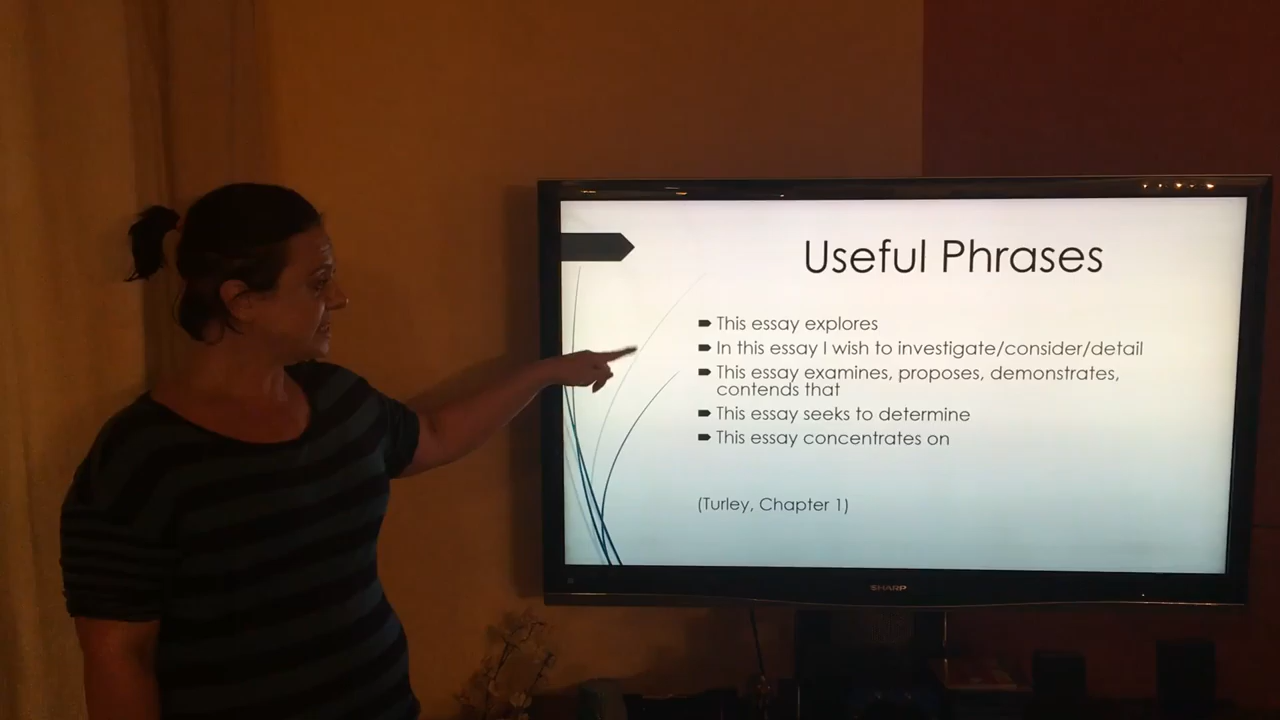 Useful Phrases
This essay explores
In this essay I wish to investigate/consider/detail
This essay examines, proposes, demonstrates,
contends that
This essay seeks to determine
This essay concentrates on
(Turley, Chapter 1)
SHARP